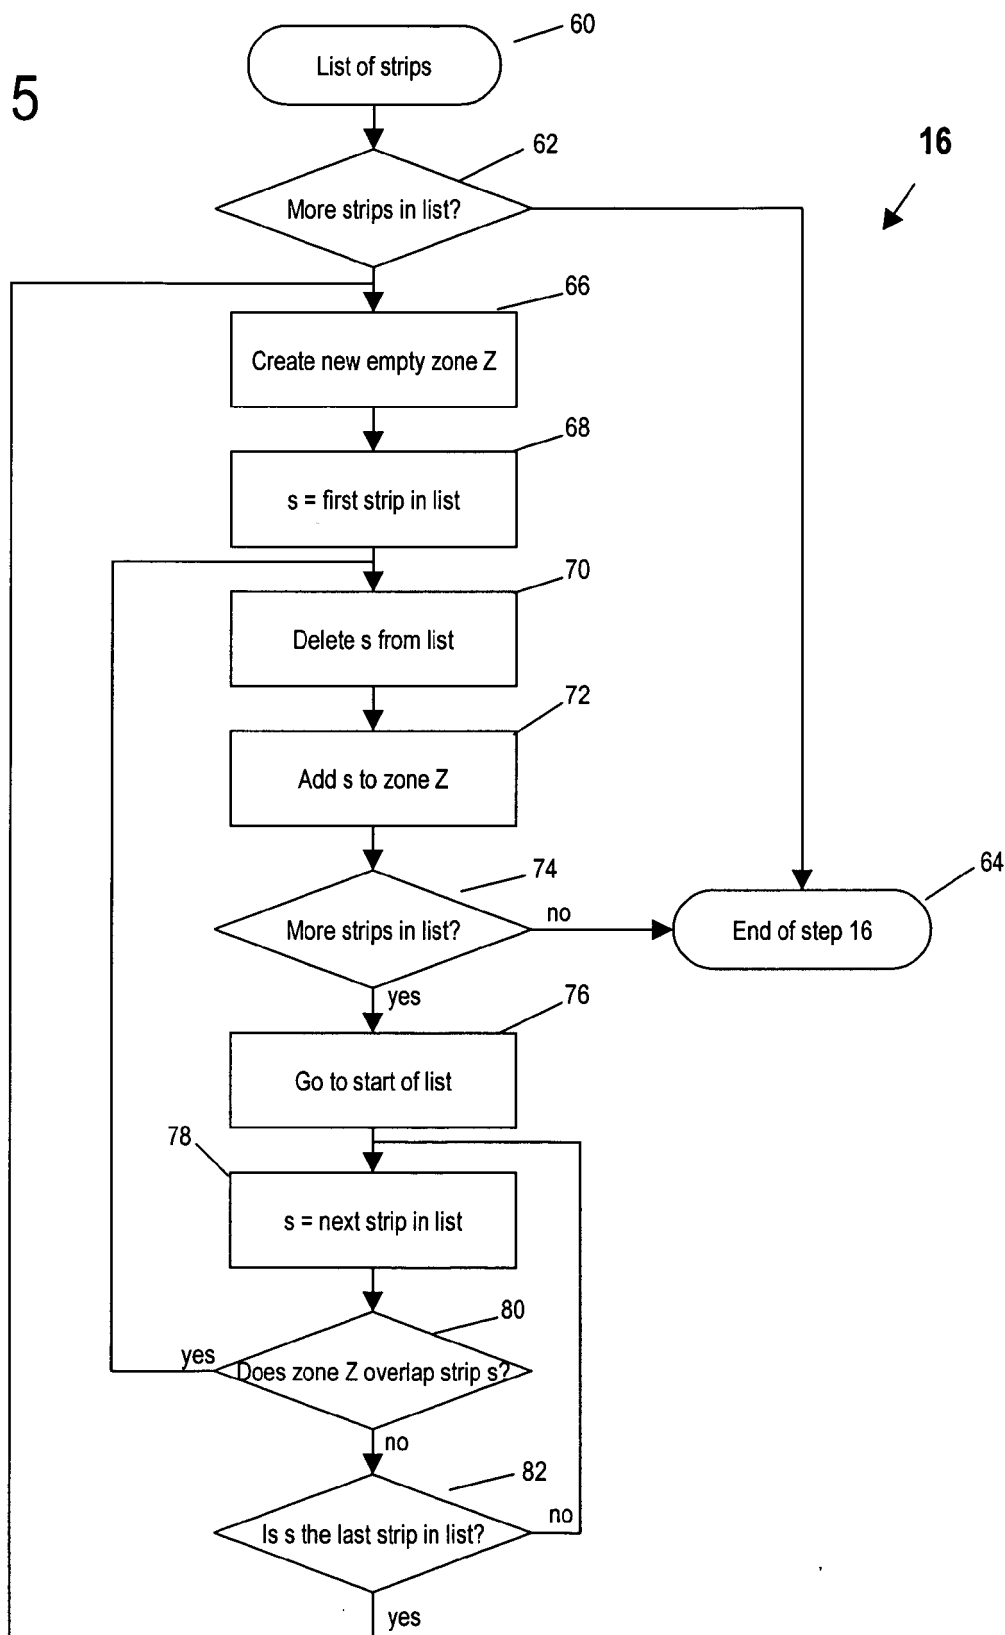 60
List of strips
5
62
16
More strips in list?
66
Create new empty zone Z
68
s = first strip in list
70
Delete s from list
72
Add s to zone Z
74
64
More strips in list?
no
End of step 16
yes
76
Go to start of list
78
s = next strip in list
80
yes
Does zone Z overlap strip s?
no
82
Is s the last strip in list?
no
yes